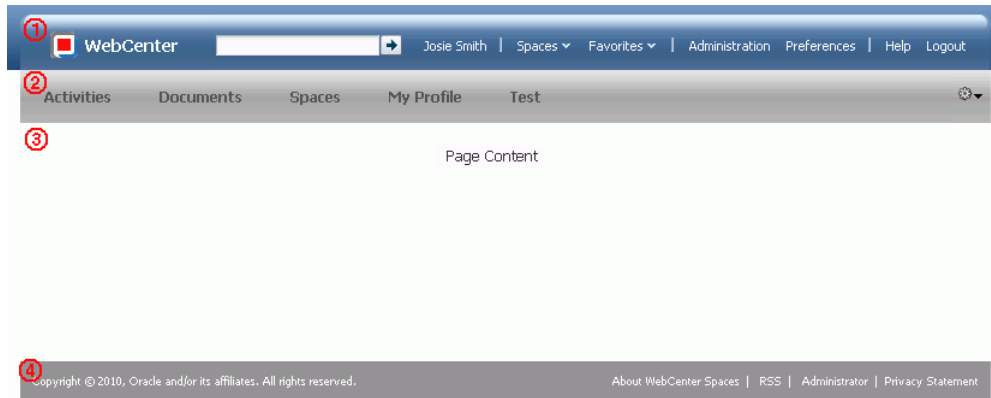 1
WebCenter Josie Smith | Spaces Favorites | Administration Preferences | Help Logout
2
Activities Documents Spaces My Profile Test
3
Page Content
4
Copyright © 2010, Oracle and/or its affiliates. All rights reserved. About WebCenter Spaces | RSS | Administrator | Privacy Statement